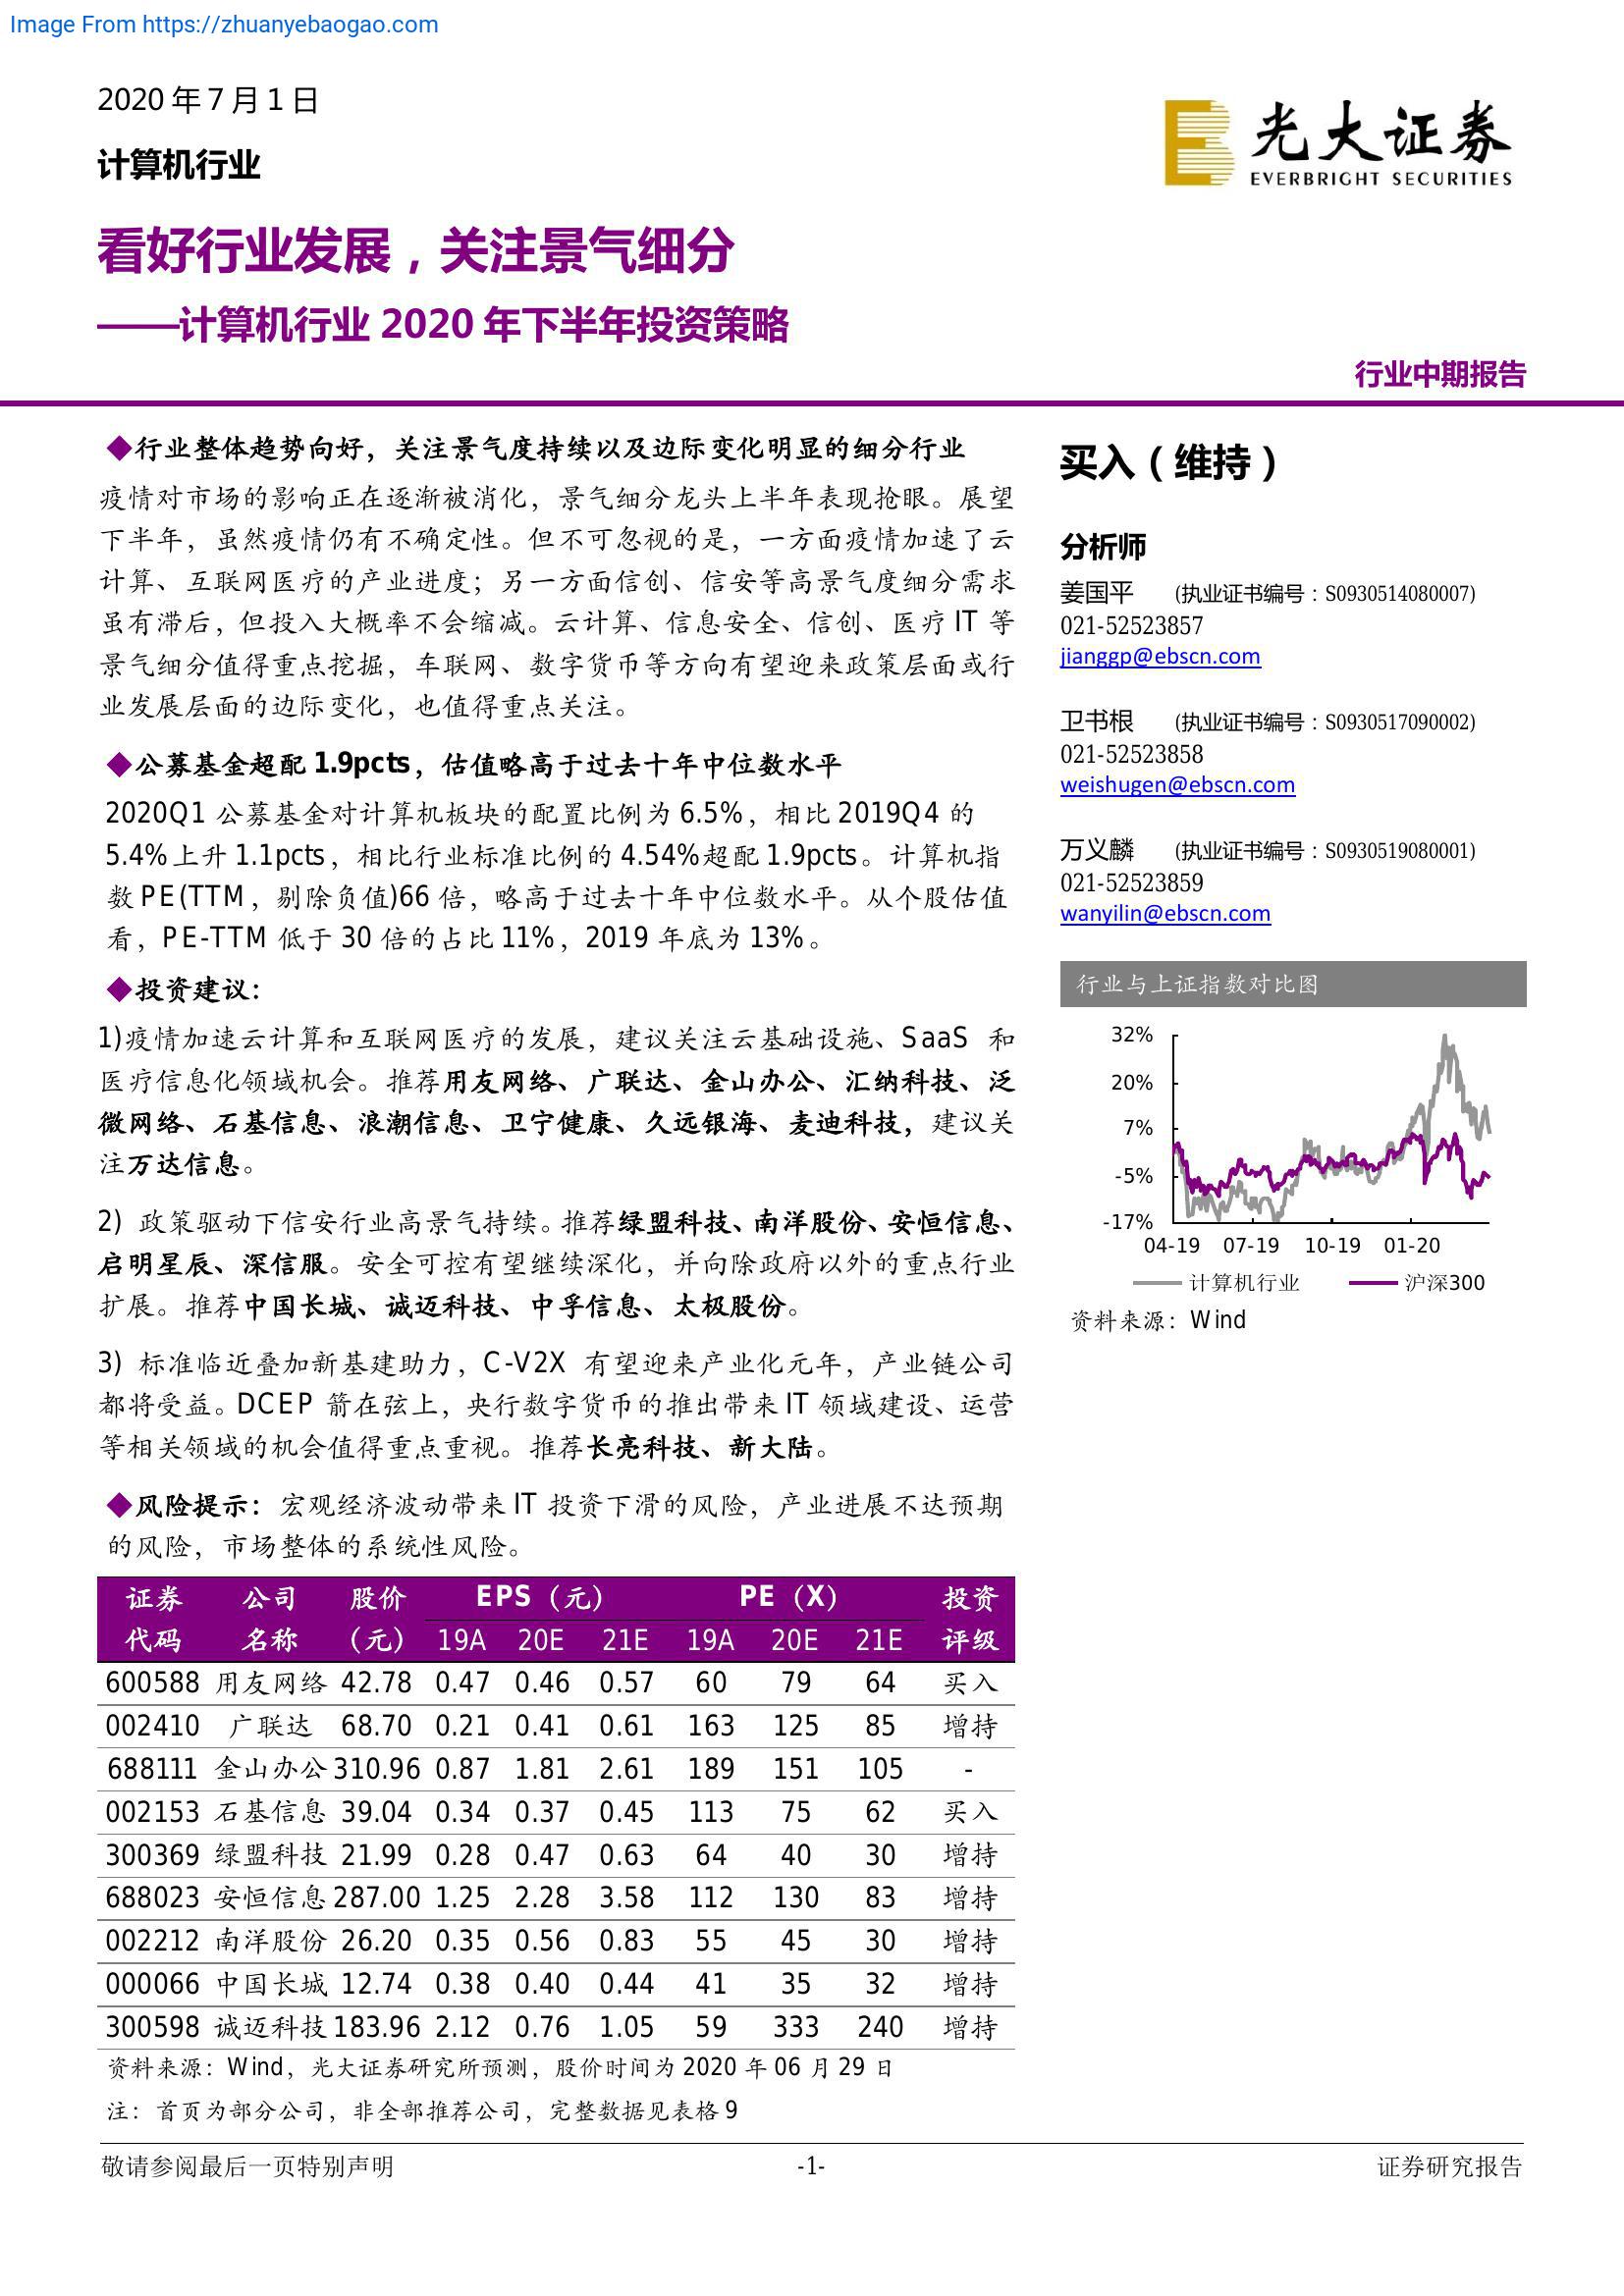 Image From https://zhuanyebaogao.com
2020 年 7 月 1 日
计算机行业
光大证券
EVERBRIGHT SECURITIES
看好行业发展，关注景气细分
——计算机行业 2020 年下半年投资策略
行业中期报告
◆行业整体趋势向好，关注景气度持续以及边际变化明显的细分行业
疫情对市场的影响正在逐渐被消化，景气细分龙头上半年表现抢眼。展望
下半年，虽然疫情仍有不确定性。但不可忽视的是，一方面疫情加速了云
计算、互联网医疗的产业进度；另一方面信创、信安等高景气度细分需求
虽有滞后，但投入大概率不会缩减。云计算、信息安全、信创、医疗 IT 等
景气细分值得重点挖掘，车联网、数字货币等方向有望迎来政策层面或行
业发展层面的边际变化，也值得重点关注。
◆公募基金超配 1.9pcts，估值略高于过去十年中位数水平
2020Q1 公募基金对计算机板块的配置比例为 6.5%，相比 2019Q4 的
5.4%上升 1.1pcts，相比行业标准比例的 4.54%超配 1.9pcts。计算机指
数 PE(TTM，剔除负值)66 倍，略高于过去十年中位数水平。从个股估值
看，PE-TTM 低于 30 倍的占比 11%，2019 年底为 13%。
◆投资建议：
1)疫情加速云计算和互联网医疗的发展，建议关注云基础设施、SaaS 和
医疗信息化领域机会。推荐用友网络、广联达、金山办公、汇纳科技、泛
微网络、石基信息、浪潮信息、卫宁健康、久远银海、麦迪科技，建议关
注万达信息。
2) 政策驱动下信安行业高景气持续。推荐绿盟科技、南洋股份、安恒信息、
启明星辰、深信服。安全可控有望继续深化，并向除政府以外的重点行业
扩展。推荐中国长城、诚迈科技、中孚信息、太极股份。
3) 标准临近叠加新基建助力，C-V2X 有望迎来产业化元年，产业链公司
都将受益。DCEP 箭在弦上，央行数字货币的推出带来 IT 领域建设、运营
等相关领域的机会值得重点重视。推荐长亮科技、新大陆。
◆风险提示：宏观经济波动带来 IT 投资下滑的风险，产业进展不达预期
的风险，市场整体的系统性风险。
证券 公司 股价 EPS（元） PE（X） 投资
代码 名称 （元） 19A 20E 21E 19A 20E 21E 评级
600588 用友网络 42.78 0.47 0.46 0.57 60 79 64 买入
002410 广联达 68.70 0.21 0.41 0.61 163 125 85 增持
688111 金山办公 310.96 0.87 1.81 2.61 189 151 105 -
002153 石基信息 39.04 0.34 0.37 0.45 113 75 62 买入
300369 绿盟科技 21.99 0.28 0.47 0.63 64 40 30 增持
688023 安恒信息 287.00 1.25 2.28 3.58 112 130 83 增持
002212 南洋股份 26.20 0.35 0.56 0.83 55 45 30 增持
000066 中国长城 12.74 0.38 0.40 0.44 41 35 32 增持
300598 诚迈科技 183.96 2.12 0.76 1.05 59 333 240 增持
资料来源：Wind，光大证券研究所预测，股价时间为 2020 年 06 月 29 日
注：首页为部分公司，非全部推荐公司，完整数据见表格 9
买入（维持）
分析师
姜国平 (执业证书编号：S0930514080007)
021-52523857
jianggp@ebscn.com
卫书根 (执业证书编号：S0930517090002)
021-52523858
weishugen@ebscn.com
万义麟 (执业证书编号：S0930519080001)
021-52523859
wanyilin@ebscn.com
行业与上证指数对比图
32%
20%
7%
-5%
-17%
04-19 07-19 10-19 01-20
计算机行业 沪深300
资料来源：Wind
敬请参阅最后一页特别声明 -1- 证券研究报告